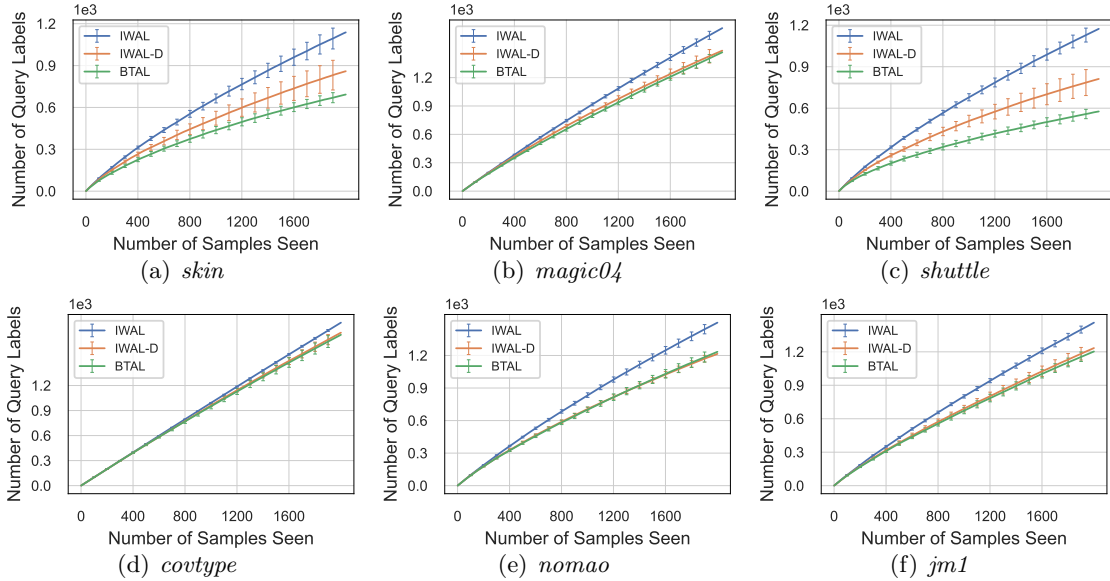 1e3
IWAL
IWAL-D
BTAL
1.2
0.9
0.6
0.3
0.0
Number of Query Labels
0 400 800 1200 1600
Number of Samples Seen
(a) skin
1e3
IWAL
IWAL-D
BTAL
1.2
0.9
0.6
0.3
0.0
Number of Query Labels
0 400 800 1200 1600
Number of Samples Seen
(b) magic04
1e3
IWAL
IWAL-D
BTAL
1.2
0.9
0.6
0.3
0.0
Number of Query Labels
0 400 800 1200 1600
Number of Samples Seen
(c) shuttle
1e3
IWAL
IWAL-D
BTAL
1.2
0.9
0.6
0.3
0.0
Number of Query Labels
0 400 800 1200 1600
Number of Samples Seen
(d) covtype
1e3
IWAL
IWAL-D
BTAL
1.2
0.9
0.6
0.3
0.0
Number of Query Labels
0 400 800 1200 1600
Number of Samples Seen
(e) nomao
1e3
IWAL
IWAL-D
BTAL
1.2
0.9
0.6
0.3
0.0
Number of Query Labels
0 400 800 1200 1600
Number of Samples Seen
(f) jm1